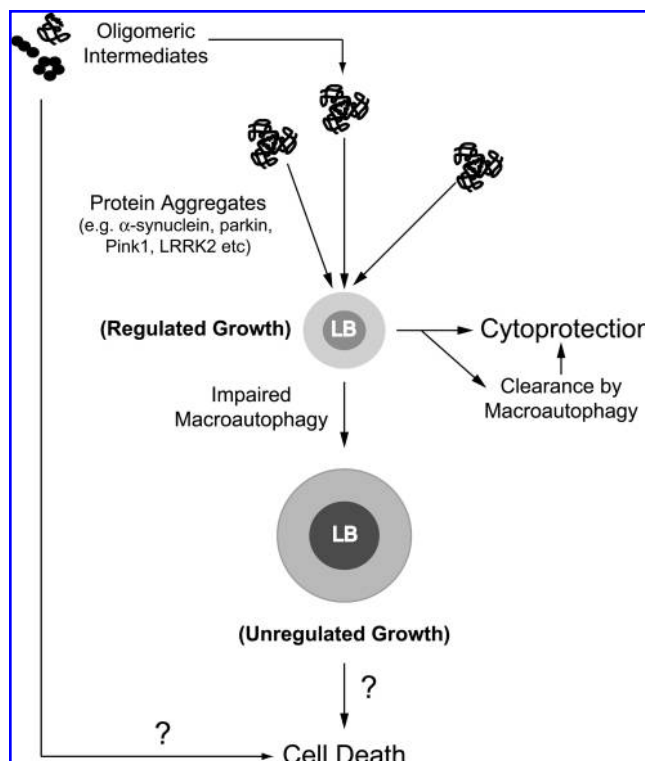 Oligomeric
Intermediates
Protein Aggregates
(e.g. α-synuclein, parkin,
Pink1, LRRK2 etc)
(Regulated Growth)
LB
Cytoprotection
Clearance by
Macroautophagy
Impaired
Macroautophagy
LB
(Unregulated Growth)
?
?
Cell Death